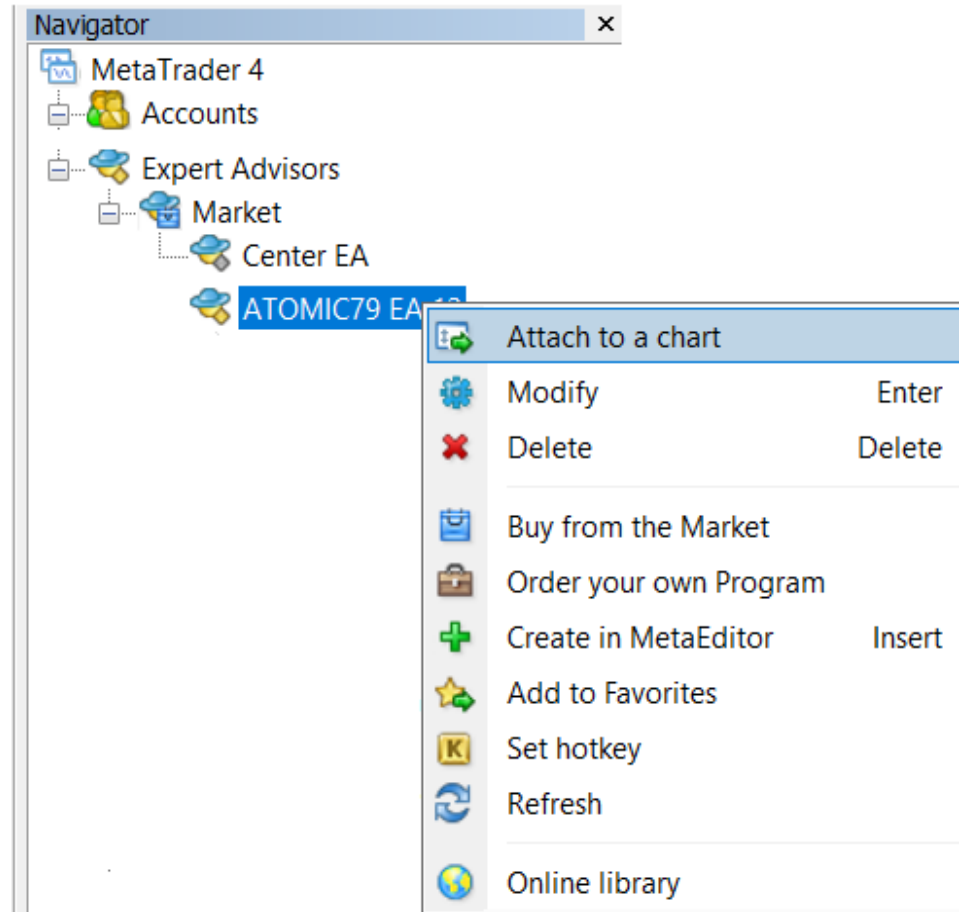 Navigator
MetaTrader 4
Accounts
Expert Advisors
Market
Center EA
ATOMIC79 EA
Attach to a chart
Modify Enter
Delete Delete
Buy from the Market
Order your own Program
Create in MetaEditor Insert
Add to Favorites
K Set hotkey
Refresh
Online library